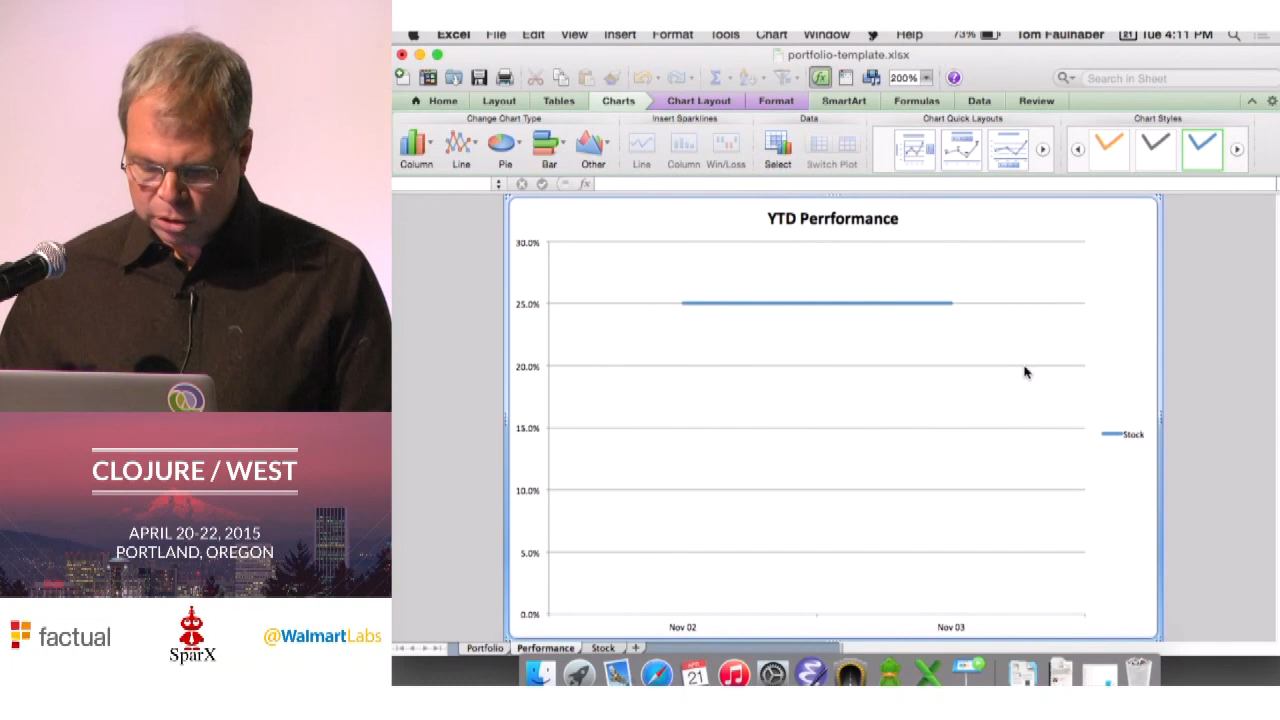 Excel File Edit View Insert Format Tools Chart Window Help 73% Tom Faulhaber Tue 4:11 PM
portfolio-template.xlsx
200% Search in Sheet
Home Layout Tables Charts Chart Layout Format SmartArt Formulas Data Review
Change Chart Type Insert Sparklines Data Chart Quick Layouts Chart Styles
Column Line Pie Bar Other Line Column Win/Loss Select Switch Plot
fx
YTD Perrformance
30.0%
25.0%
20.0%
15.0%
10.0%
5.0%
0.0%
Nov 02 Nov 03
Stock
Portfolio Performance Stock
21
CLOJURE / WEST
APRIL 20-22, 2015
PORTLAND, OREGON
factual
SparX
@WalmartLabs